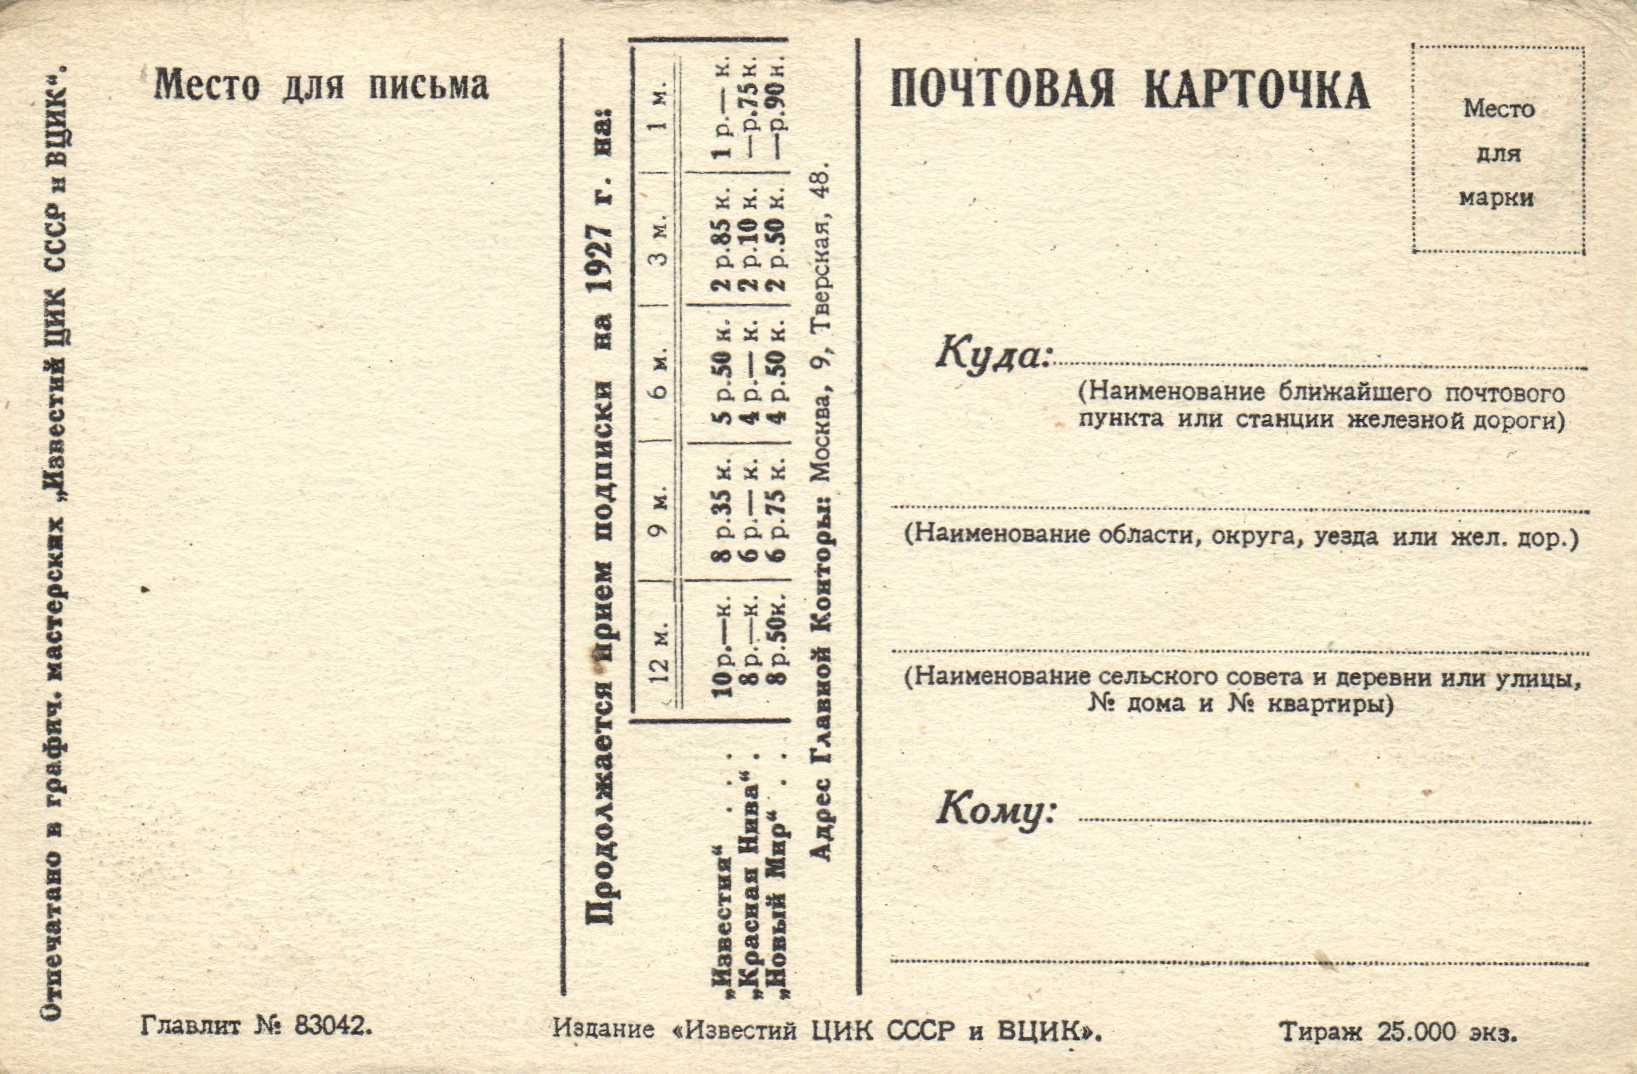 Отпечатано в графич. мастерских „Известий ЦИК СССР и ВЦИК“.
Место для письма
Продолжается прием подписки на 1927 г. на:
12 м. 9 м. 6 м. 3 м. 1 м.
„Известия“ . . . 10 р.— к. 8 р. 35 к. 5 р. 50 к. 2 р. 85 к. 1 р.— к.
„Красная Нива“ . 8 р.— к. 6 р.— к. 4 р.— к. 2 р. 10 к. —р. 75 к.
„Новый Мир“ . . 8 р. 50 к. 6 р. 75 к. 4 р. 50 к. 2 р. 50 к. —р. 90 к.
Адрес Главной Конторы: Москва, 9, Тверская, 48.
ПОЧТОВАЯ КАРТОЧКА
Место
для
марки
Куда:
(Наименование ближайшего почтового
пункта или станции железной дороги)
(Наименование области, округа, уезда или жел. дор.)
(Наименование сельского совета и деревни или улицы,
№ дома и № квартиры)
Кому:
Главлит № 83042.
Издание «Известий ЦИК СССР и ВЦИК».
Тираж 25.000 экз.